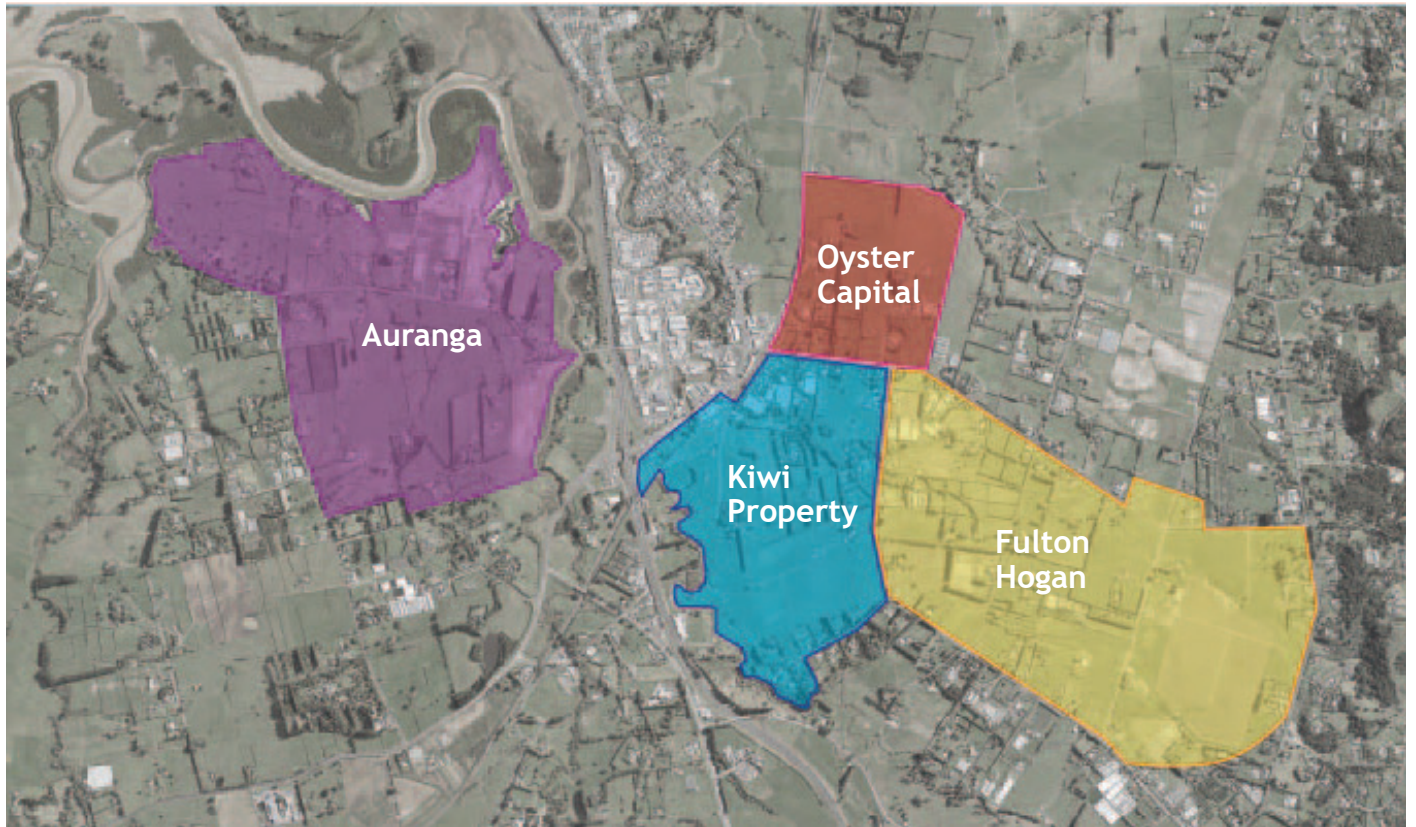 Oyster
Capital
Auranga
Kiwi
Property
Fulton
Hogan